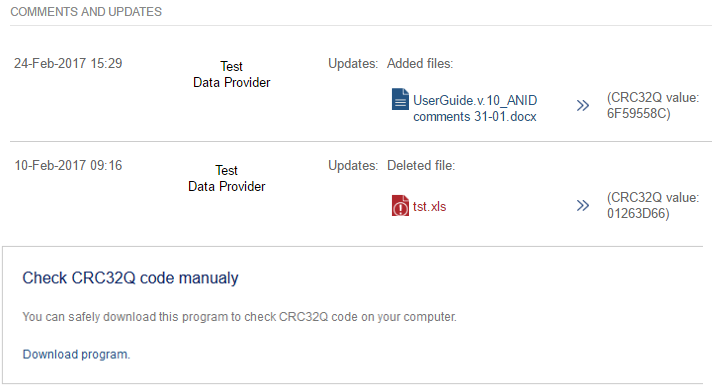 COMMENTS AND UPDATES
24-Feb-2017 15:29 Test Updates: Added files:
Data Provider
UserGuide.v.10_ANID (CRC32Q value:
comments 31-01.docx 6F59558C)
10-Feb-2017 09:16 Test Updates: Deleted file:
Data Provider
tst.xls (CRC32Q value:
01263D66)
Check CRC32Q code manualy
You can safely download this program to check CRC32Q code on your computer.
Download program.